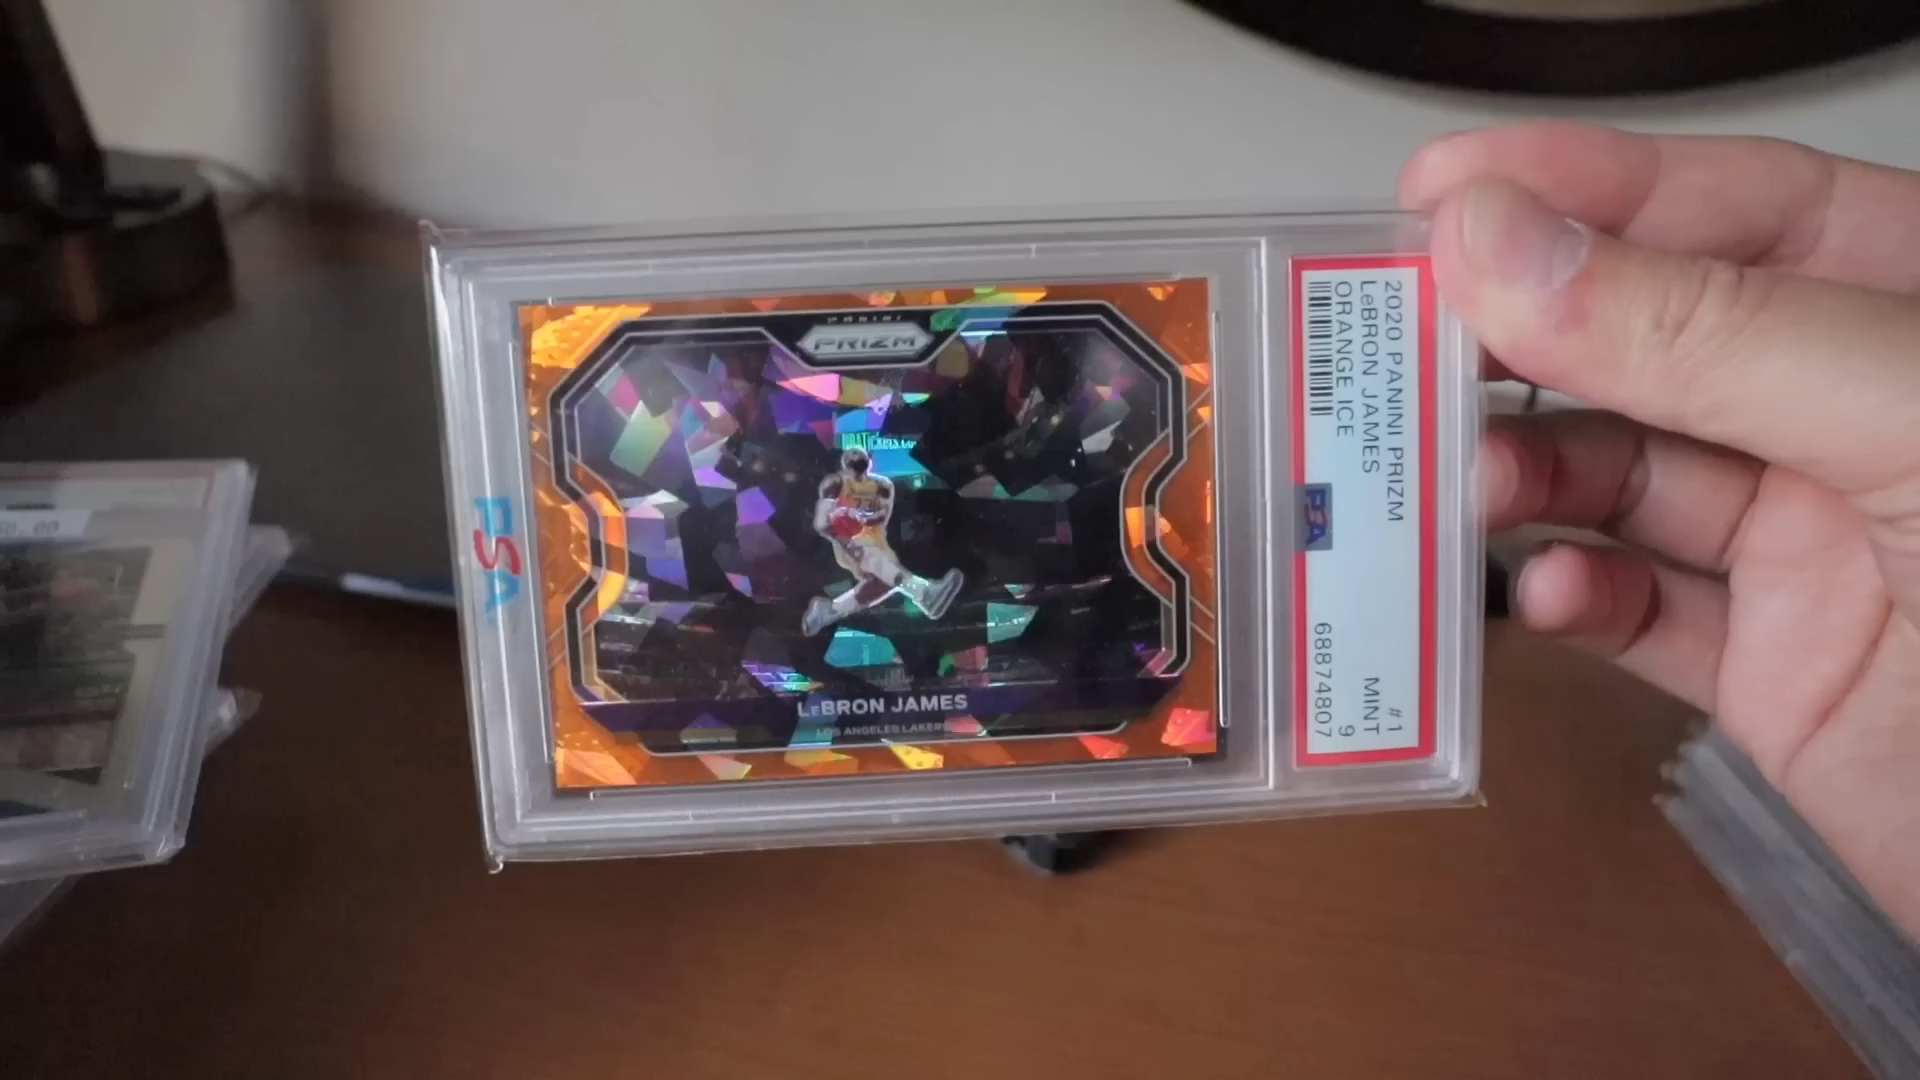 PANINI
PRIZM
LeBRON JAMES
LOS ANGELES LAKERS
PSA
2020 PANINI PRIZM #1
LeBRON JAMES MINT
ORANGE ICE 9
PSA
68874807